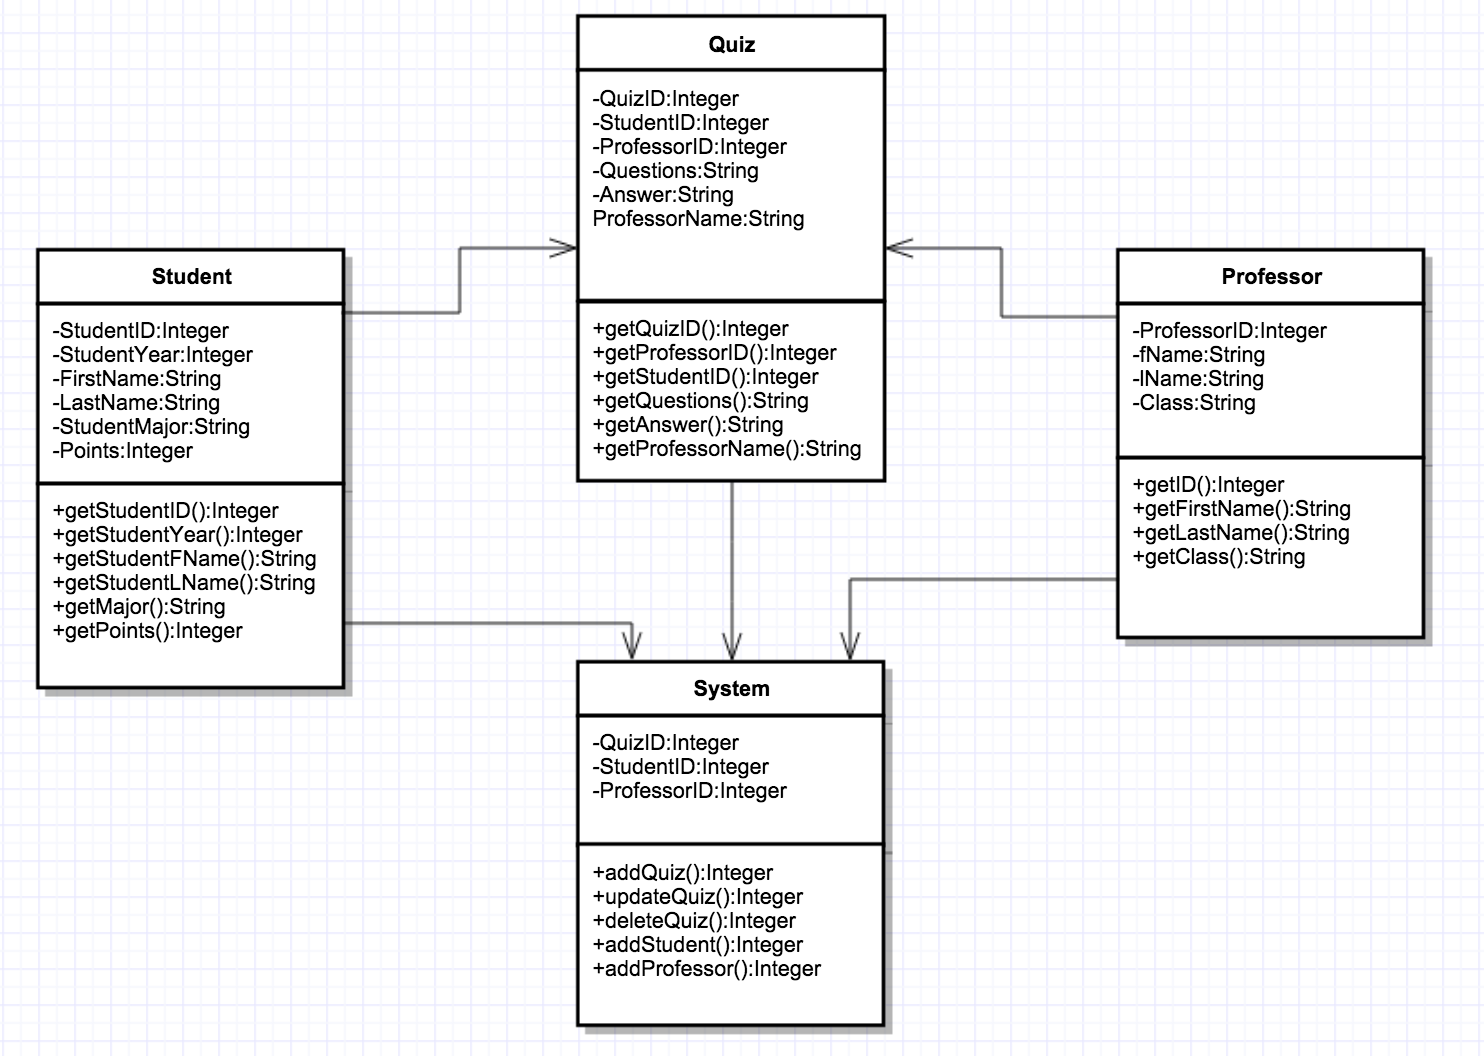 Quiz
-QuizID:Integer
-StudentID:Integer
-ProfessorID:Integer
-Questions:String
-Answer:String
ProfessorName:String
+getQuizID():Integer
+getProfessorID():Integer
+getStudentID():Integer
+getQuestions():String
+getAnswer():String
+getProfessorName():String
Student
-StudentID:Integer
-StudentYear:Integer
-FirstName:String
-LastName:String
-StudentMajor:String
-Points:Integer
+getStudentID():Integer
+getStudentYear():Integer
+getStudentFName():String
+getStudentLName():String
+getMajor():String
+getPoints():Integer
Professor
-ProfessorID:Integer
-fName:String
-lName:String
-Class:String
+getID():Integer
+getFirstName():String
+getLastName():String
+getClass():String
System
-QuizID:Integer
-StudentID:Integer
-ProfessorID:Integer
+addQuiz():Integer
+updateQuiz():Integer
+deleteQuiz():Integer
+addStudent():Integer
+addProfessor():Integer